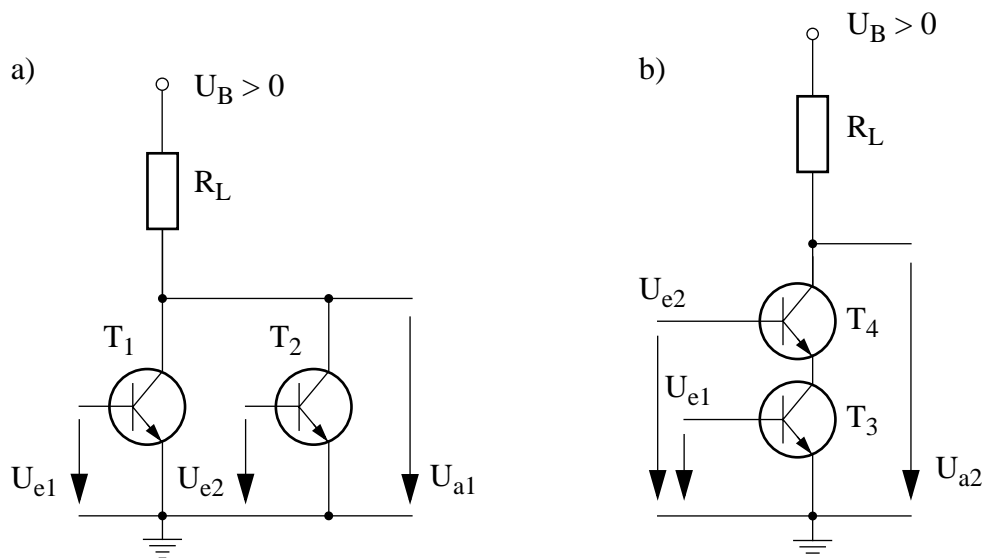 a)
U_B > 0
R_L
T_1
T_2
U_e1
U_e2
U_a1
b)
U_B > 0
R_L
U_e2
T_4
U_e1
T_3
U_a2